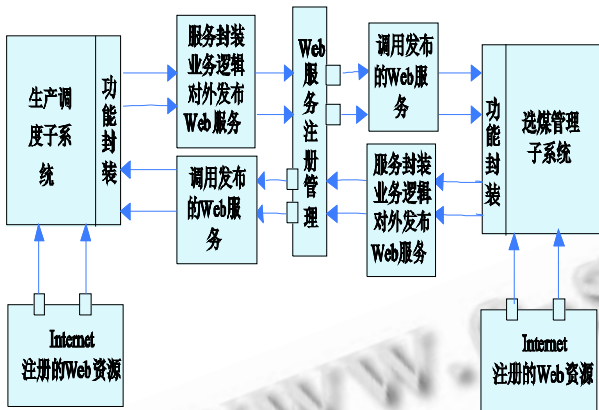 生产调
度子系
统
功能封装
服务封装
业务逻辑
对外发布
Web服务
调用发布
的Web服
务
Web
服务注册管理
调用发布
的Web服
务
服务封装
业务逻辑
对外发布
Web服务
功能封装
选煤管理
子系统
Internet
注册的Web资源
Internet
注册的Web资源